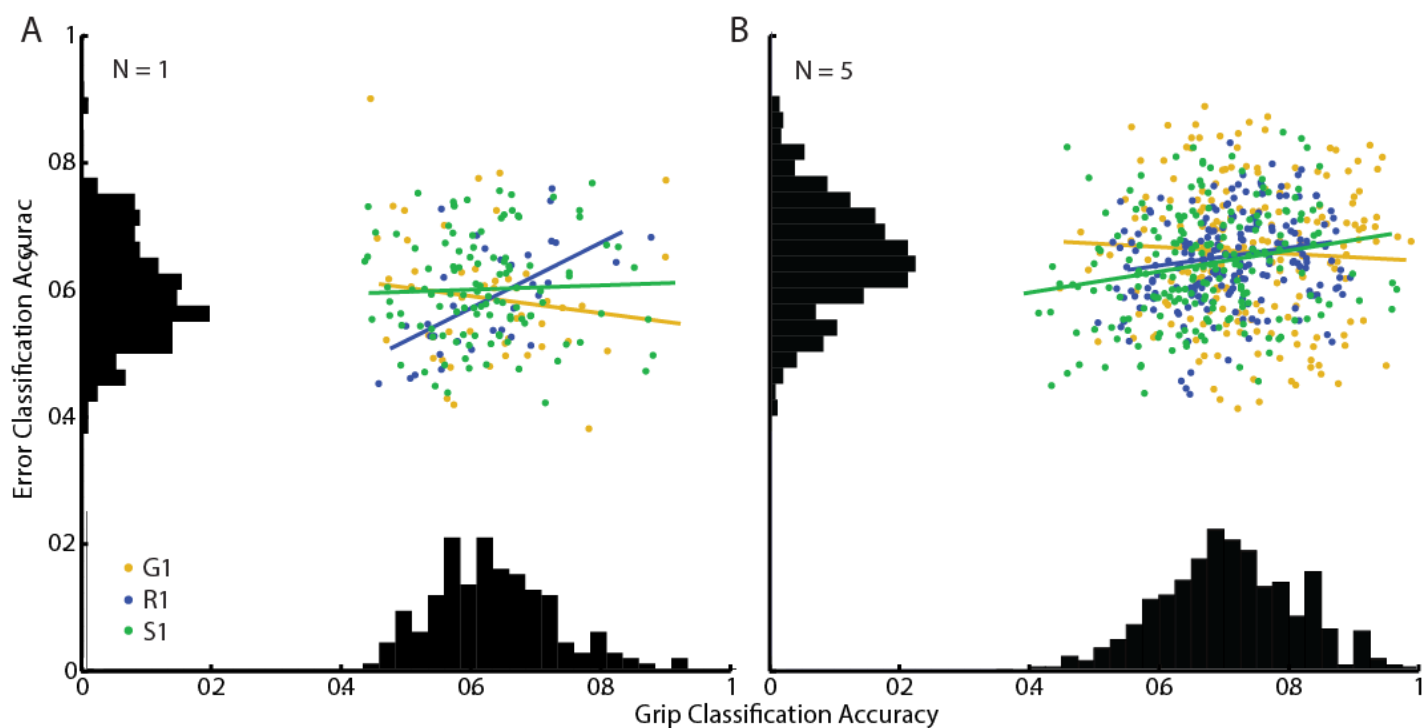 A
B
1
N = 1
N = 5
08
Error Classification Accurac
06
04
02
G1
R1
S1
0
0 02 04 06 08 1
0 02 04 06 08 1
Grip Classification Accuracy